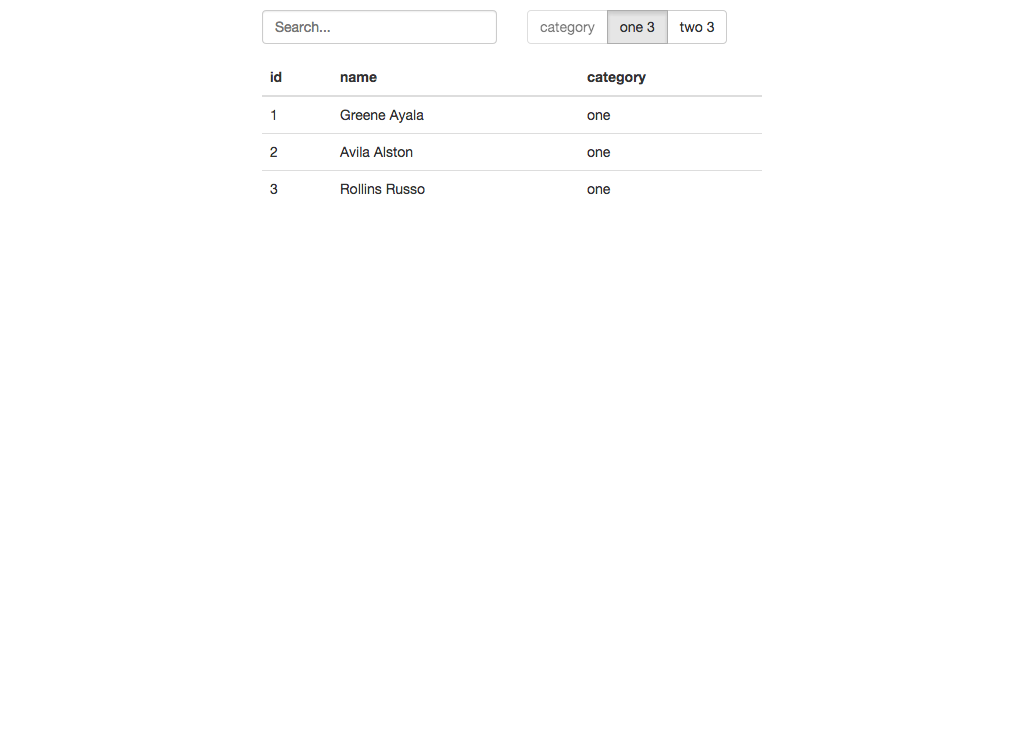 Search... category one 3 two 3
id name category
1 Greene Ayala one
2 Avila Alston one
3 Rollins Russo one